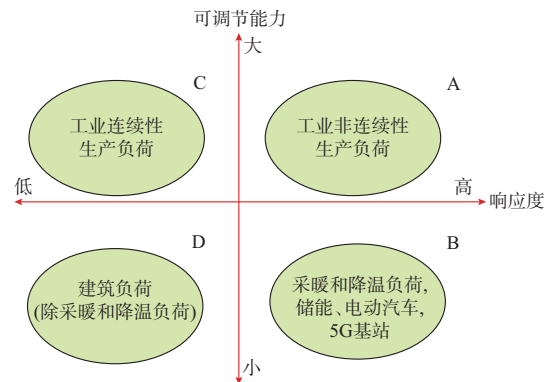 可调节能力
大
C
A
工业连续性
生产负荷
工业非连续性
生产负荷
低
高
响应度
D
B
建筑负荷
(除采暖和降温负荷)
采暖和降温负荷,
储能、电动汽车,
5G基站
小